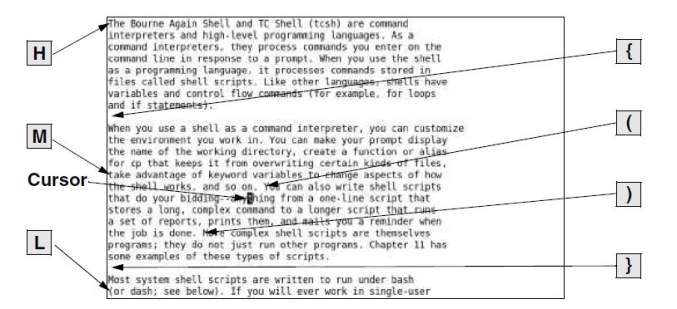 The Bourne Again Shell and TC Shell (tcsh) are command
interpreters and high-level programming languages. As a
H
command interpreters, they process commands you enter on the
{
command line in response to a prompt. When you use the shell
as a programming language, it processes commands stored in
files called shell scripts. Like other languages, shells have
variables and control flow commands (for example, for loops
and if statements).
When you use a shell as a command interpreter, you can customize
(
M
the environment you work in. You can make your prompt display
the name of the working directory, create a function or alias
for cp that keeps it from overwriting certain kinds of files,
take advantage of keyword variables to change aspects of how
Cursor
the shell works, and so on. You can also write shell scripts
)
that do your bidding--anything from a one-line script that
stores a long, complex command to a longer script that runs
a set of reports, prints them, and mails you a reminder when
the job is done. More complex shell scripts are themselves
L
programs; they do not just run other programs. Chapter 11 has
some examples of these types of scripts.
}
Most system shell scripts are written to run under bash
(or dash; see below). If you will ever work in single-user